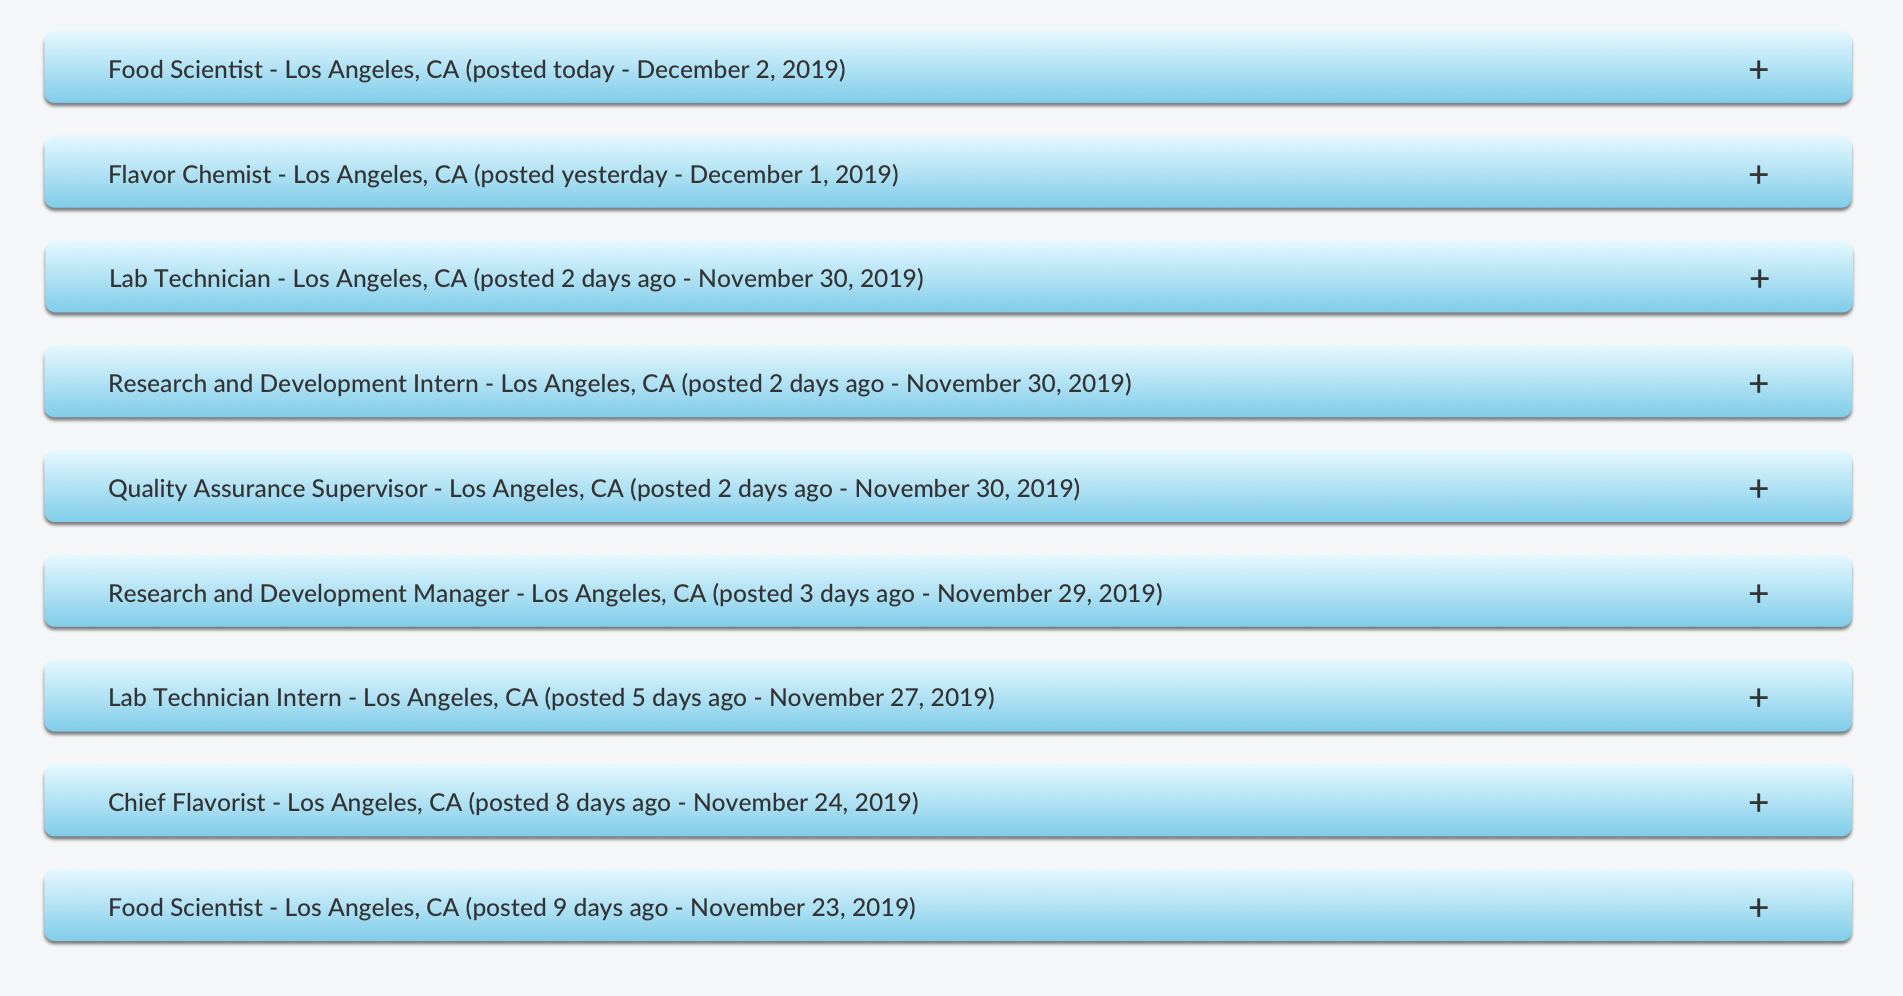 Food Scientist - Los Angeles, CA (posted today - December 2, 2019) +
Flavor Chemist - Los Angeles, CA (posted yesterday - December 1, 2019) +
Lab Technician - Los Angeles, CA (posted 2 days ago - November 30, 2019) +
Research and Development Intern - Los Angeles, CA (posted 2 days ago - November 30, 2019) +
Quality Assurance Supervisor - Los Angeles, CA (posted 2 days ago - November 30, 2019) +
Research and Development Manager - Los Angeles, CA (posted 3 days ago - November 29, 2019) +
Lab Technician Intern - Los Angeles, CA (posted 5 days ago - November 27, 2019) +
Chief Flavorist - Los Angeles, CA (posted 8 days ago - November 24, 2019) +
Food Scientist - Los Angeles, CA (posted 9 days ago - November 23, 2019) +